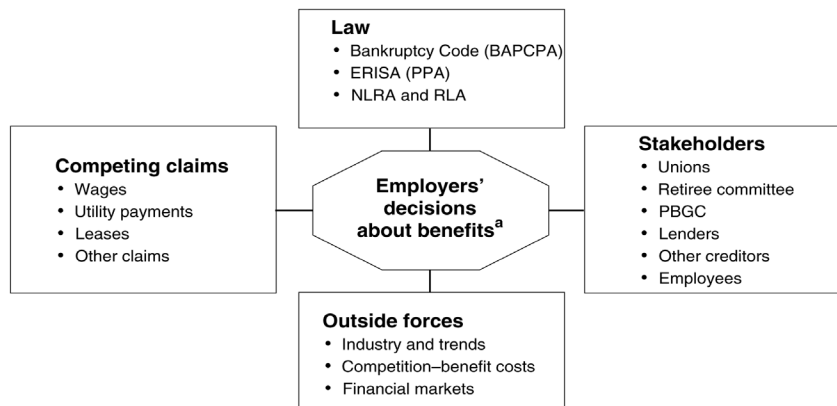 Law
• Bankruptcy Code (BAPCPA)
• ERISA (PPA)
• NLRA and RLA
Competing claims
• Wages
• Utility payments
• Leases
• Other claims
Employers’
decisions
about benefitsᵃ
Stakeholders
• Unions
• Retiree committee
• PBGC
• Lenders
• Other creditors
• Employees
Outside forces
• Industry and trends
• Competition–benefit costs
• Financial markets